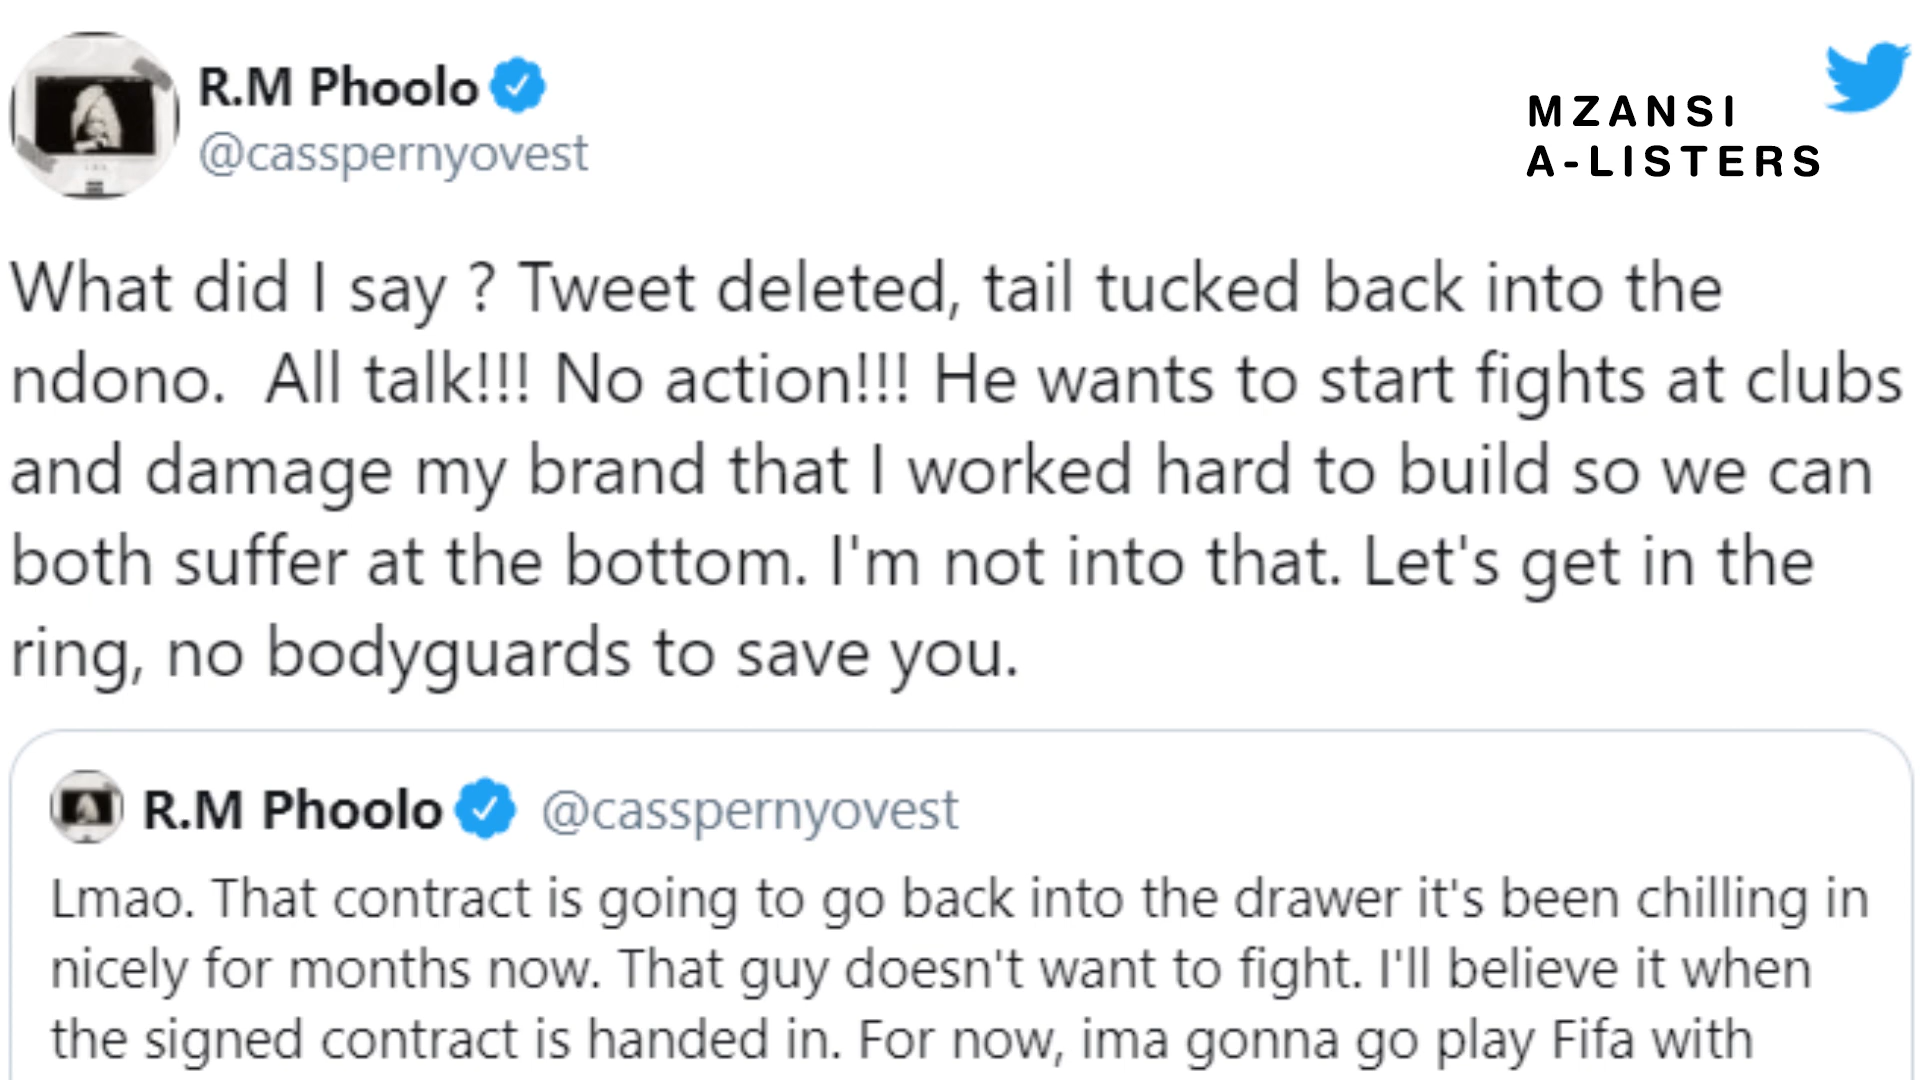 R.M Phoolo
@casspernyovest
MZANSI
A-LISTERS
What did I say ? Tweet deleted, tail tucked back into the
ndono.  All talk!!! No action!!! He wants to start fights at clubs
and damage my brand that I worked hard to build so we can
both suffer at the bottom. I'm not into that. Let's get in the
ring, no bodyguards to save you.
R.M Phoolo @casspernyovest
Lmao. That contract is going to go back into the drawer it's been chilling in
nicely for months now. That guy doesn't want to fight. I'll believe it when
the signed contract is handed in. For now, ima gonna go play Fifa with